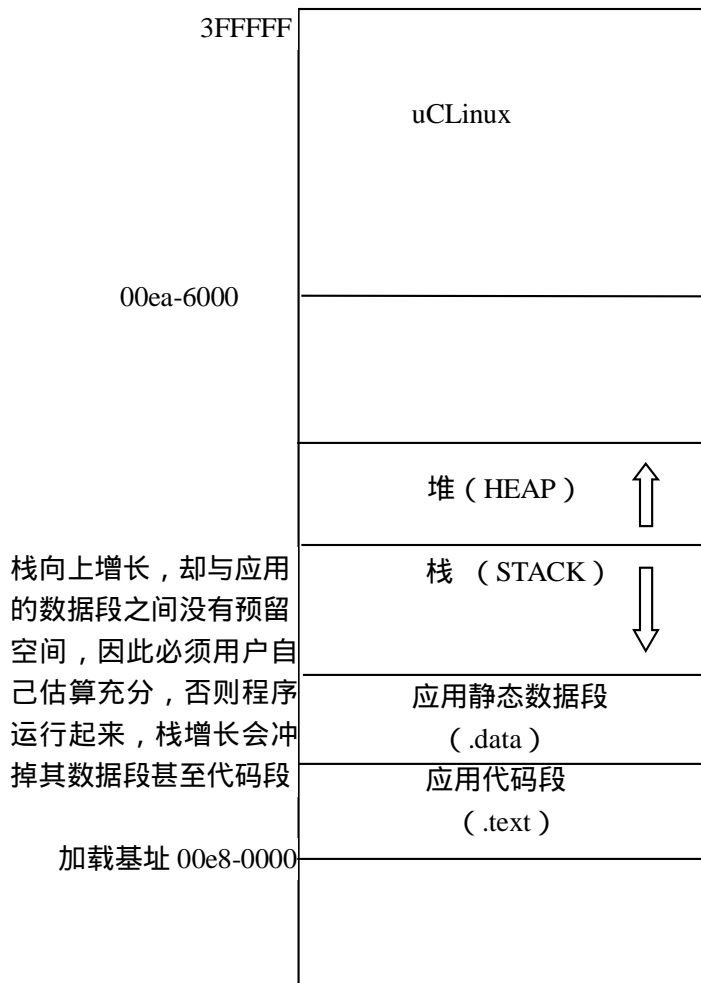 3FFFFF
uCLinux
00ea-6000
堆（HEAP）
栈 （STACK）
栈向上增长，却与应用
的数据段之间没有预留
空间，因此必须用户自
己估算充分，否则程序
运行起来，栈增长会冲
掉其数据段甚至代码段
应用静态数据段
（.data）
应用代码段
（.text）
加载基址 00e8-0000